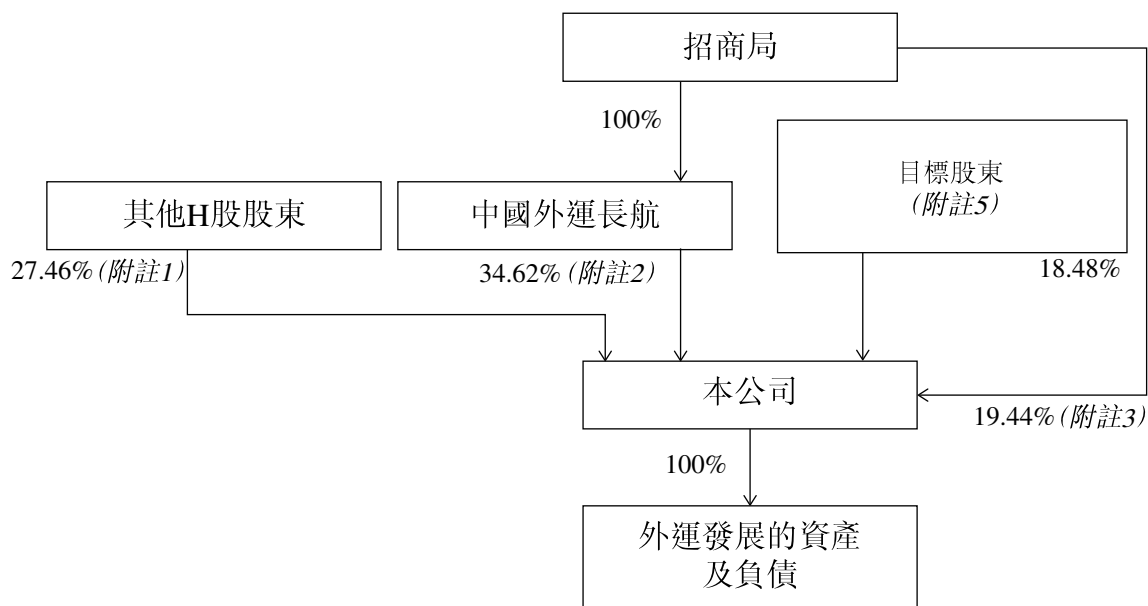 招商局
100%
目標股東
(附註5)
其他H股股東
中國外運長航
27.46% (附註1)
34.62% (附註2)
18.48%
本公司
19.44% (附註3)
100%
外運發展的資產
及負債